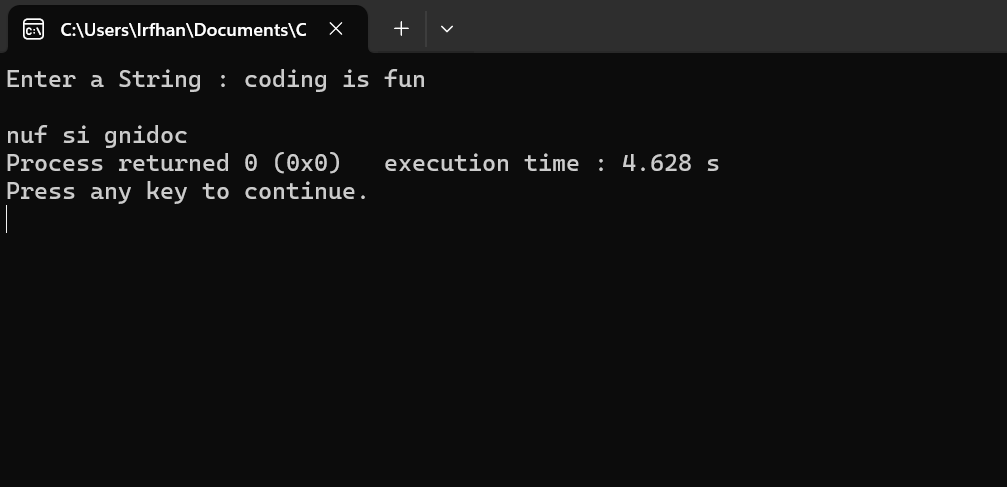 C:\Users\Irfhan\Documents\C
Enter a String : coding is fun
nuf si gnidoc
Process returned 0 (0x0)   execution time : 4.628 s
Press any key to continue.